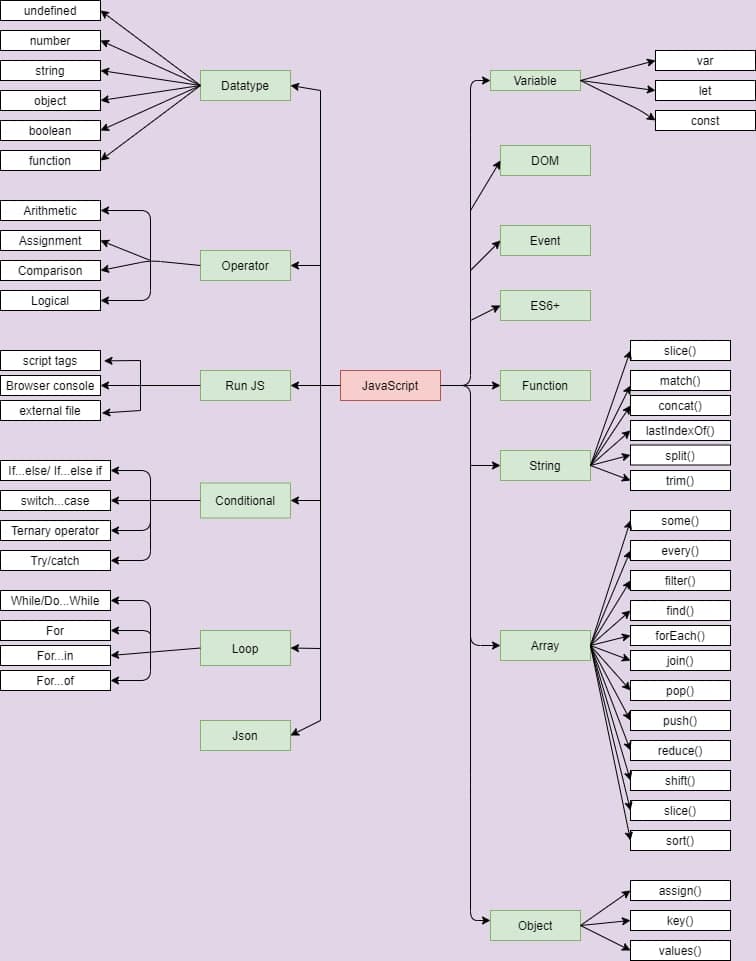 JavaScript
Datatype
undefined
number
string
object
boolean
function
Operator
Arithmetic
Assignment
Comparison
Logical
Run JS
script tags
Browser console
external file
Conditional
If...else/ If...else if
switch...case
Ternary operator
Try/catch
Loop
While/Do...While
For
For...in
For...of
Json
Variable
var
let
const
DOM
Event
ES6+
Function
String
slice()
match()
concat()
lastIndexOf()
split()
trim()
Array
some()
every()
filter()
find()
forEach()
join()
pop()
push()
reduce()
shift()
slice()
sort()
Object
assign()
key()
values()